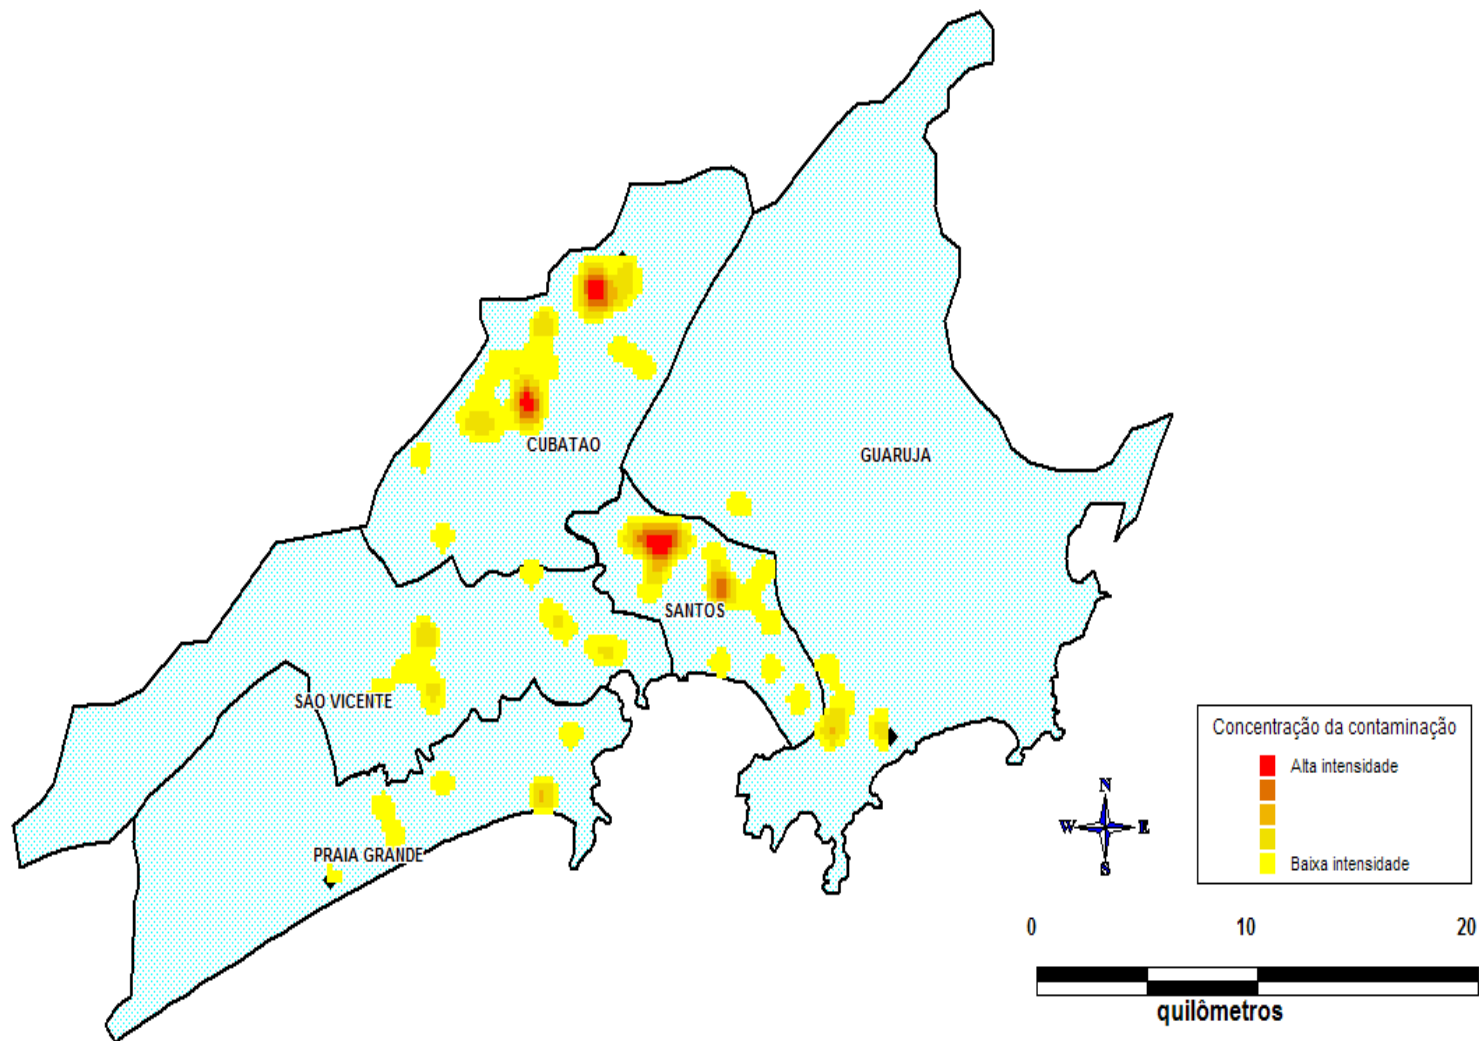 CUBATAO
GUARUJA
SANTOS
SAO VICENTE
PRAIA GRANDE
Concentração da contaminação
Alta intensidade
Baixa intensidade
N
W E
S
0 10 20
quilômetros